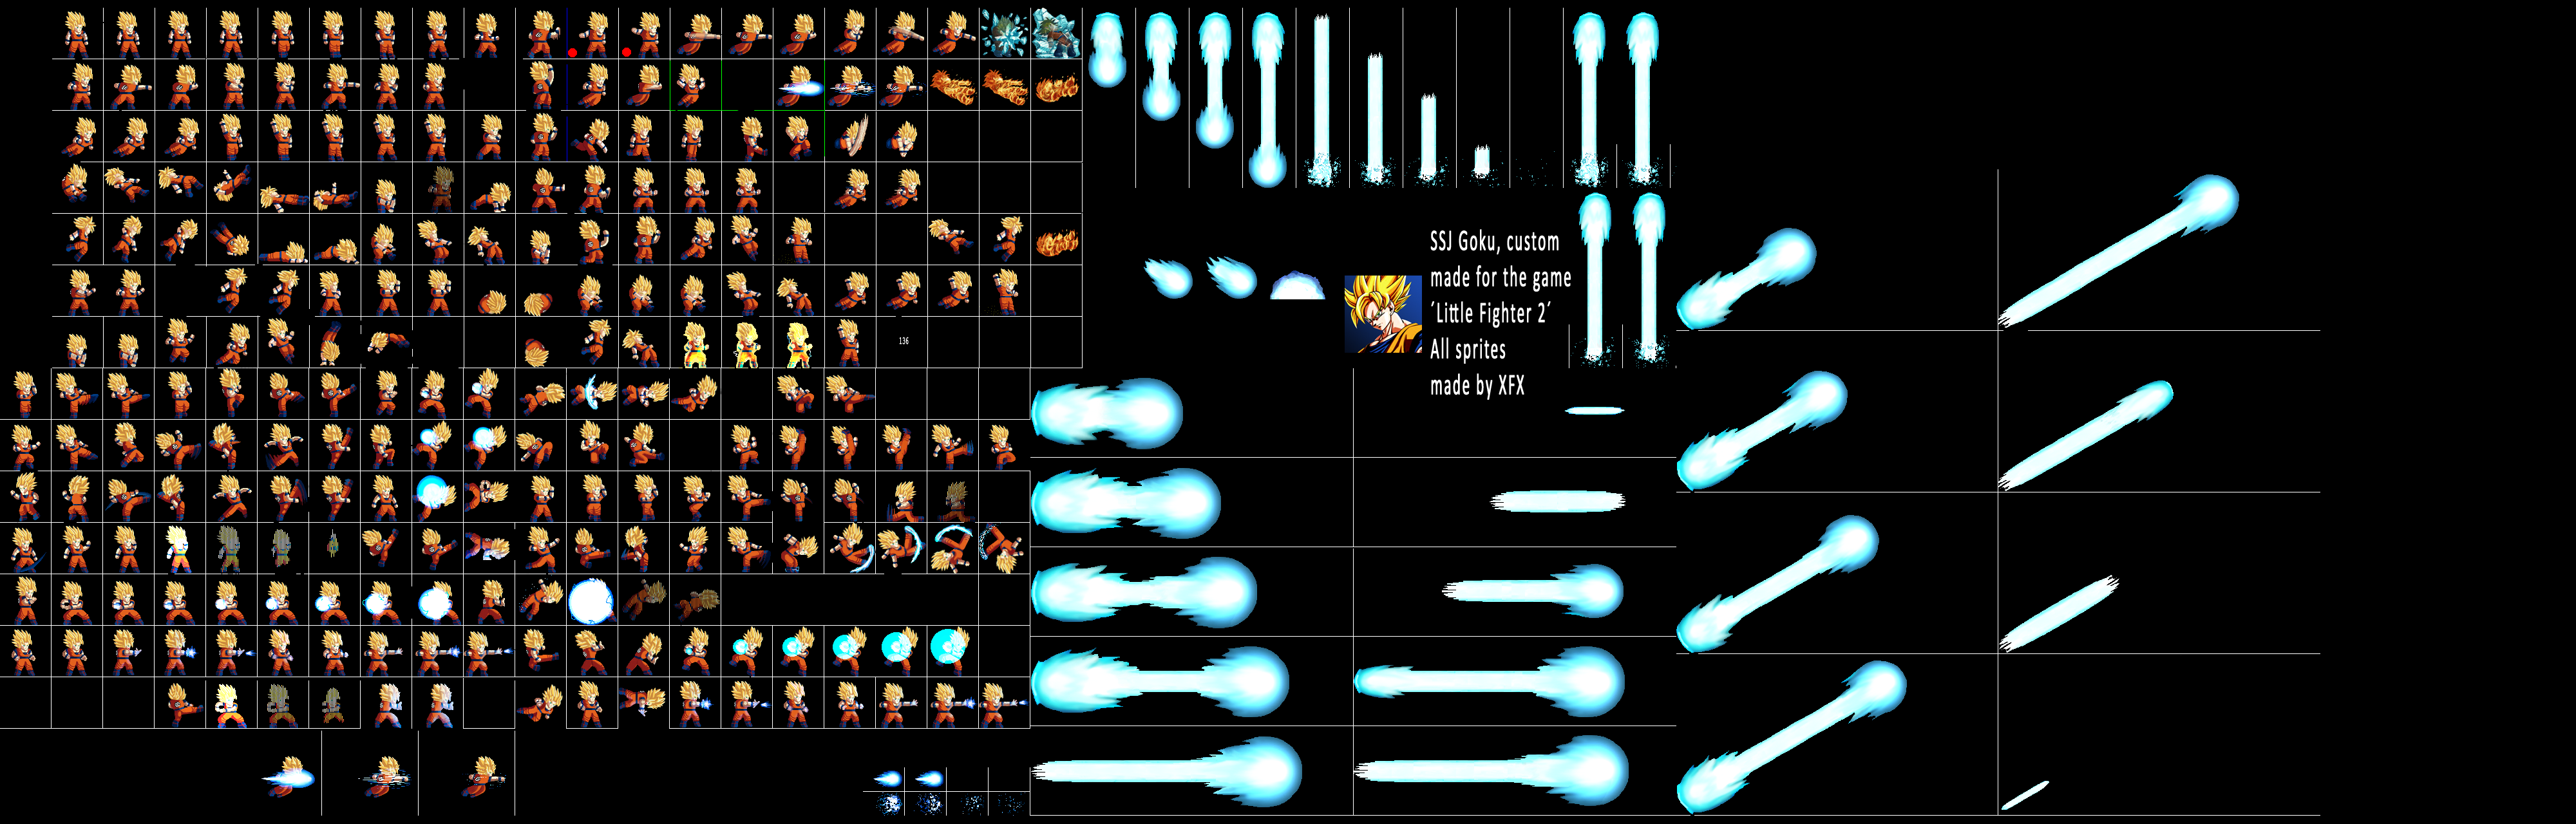 SSJ Goku, custom
made for the game
´Little Fighter 2´
All sprites
made by XFX
136